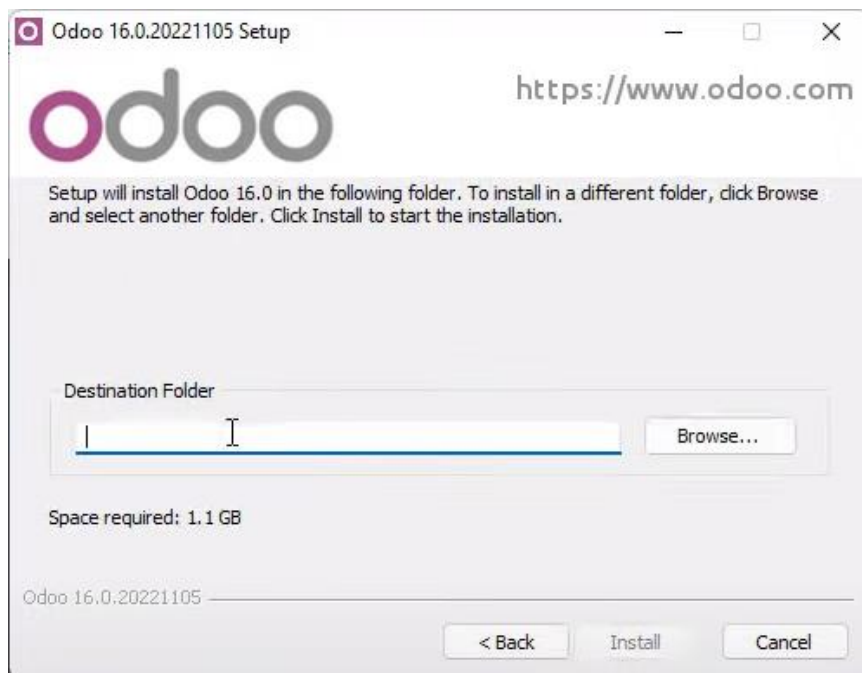 Odoo 16.0.20221105 Setup
odoo
https://www.odoo.com
Setup will install Odoo 16.0 in the following folder. To install in a different folder, click Browse
and select another folder. Click Install to start the installation.
Destination Folder
Browse...
Space required: 1.1 GB
Odoo 16.0.20221105
< Back Install Cancel